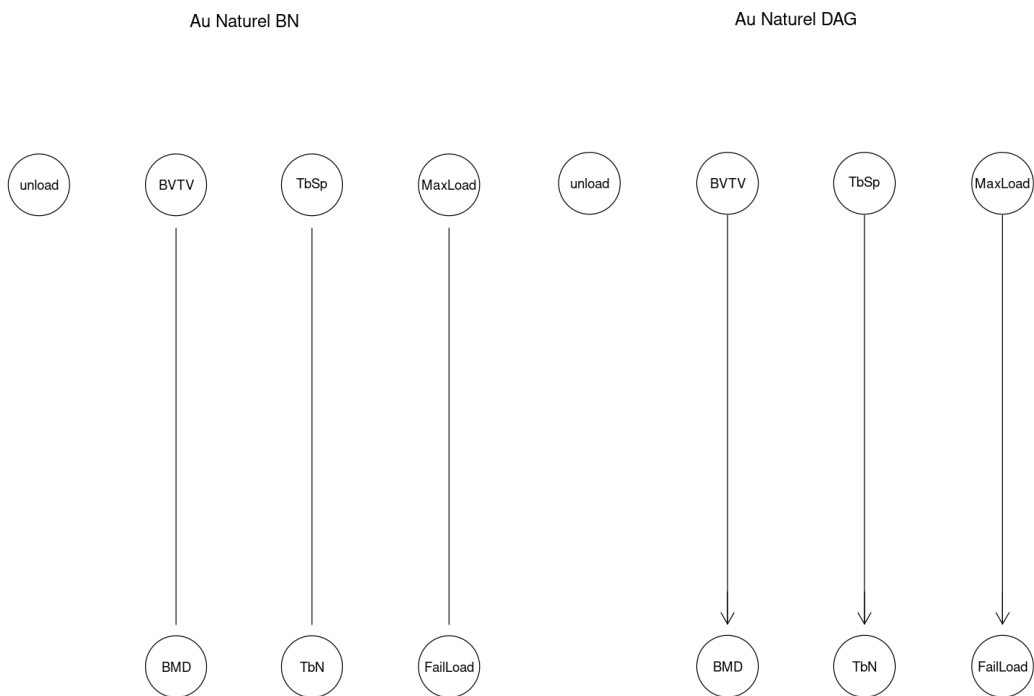 Au Naturel BN
Au Naturel DAG
unload
BVTV
TbSp
MaxLoad
unload
BVTV
TbSp
MaxLoad
BMD
TbN
FailLoad
BMD
TbN
FailLoad